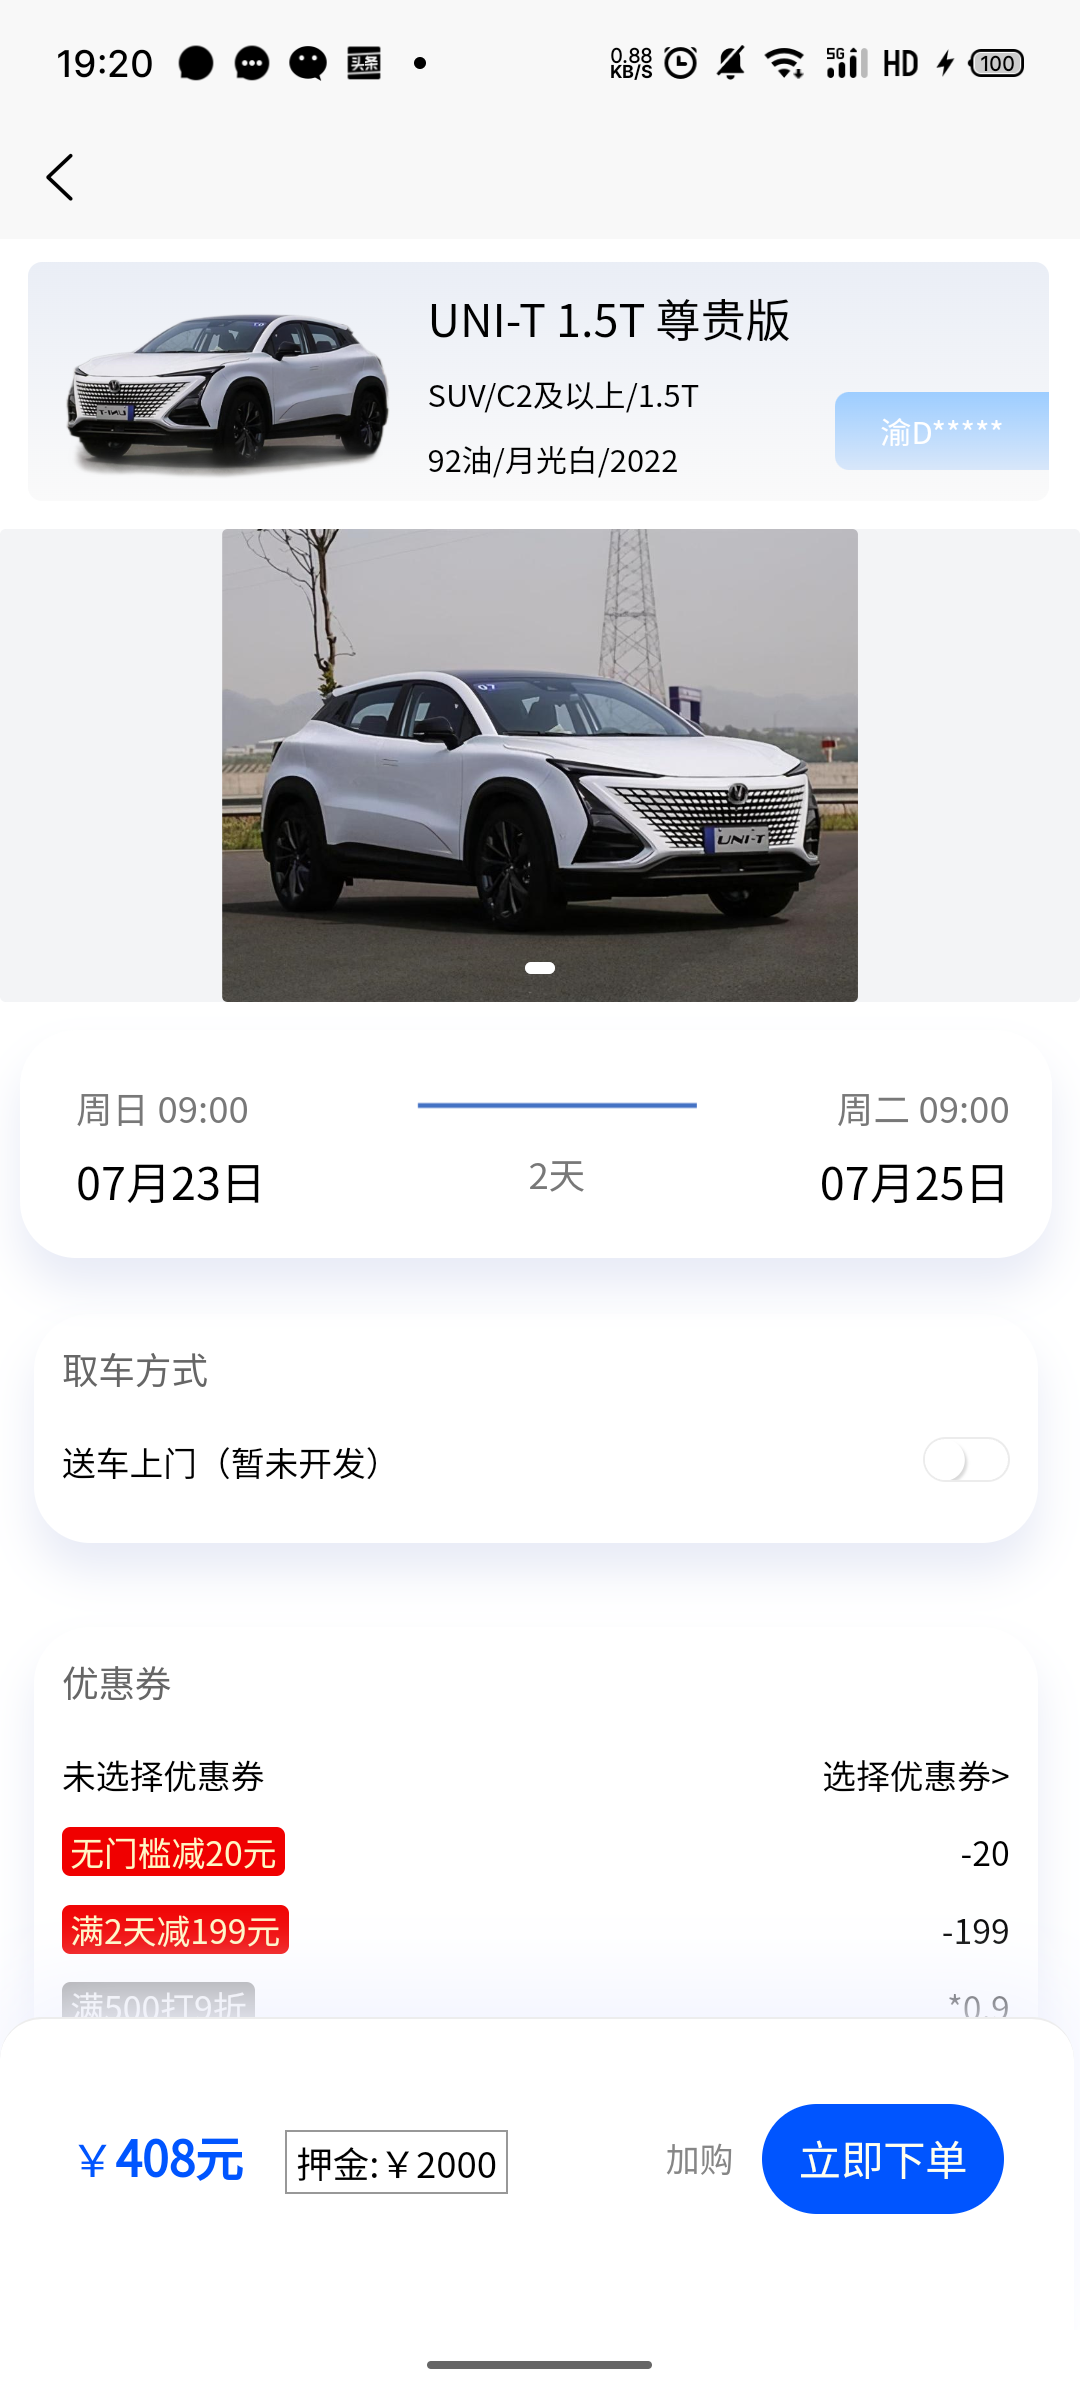 19:20
头条
0.88 KB/S
5G
HD
100
UNI-T 1.5T 尊贵版
SUV/C2及以上/1.5T
92油/月光白/2022
渝D*****
07
UNI-T
周日 09:00
周二 09:00
07月23日
2天
07月25日
取车方式
送车上门（暂未开发）
优惠券
未选择优惠券
选择优惠券>
无门槛减20元
-20
满2天减199元
-199
满500打9折
*0.9
￥408元
押金:￥2000
加购
立即下单